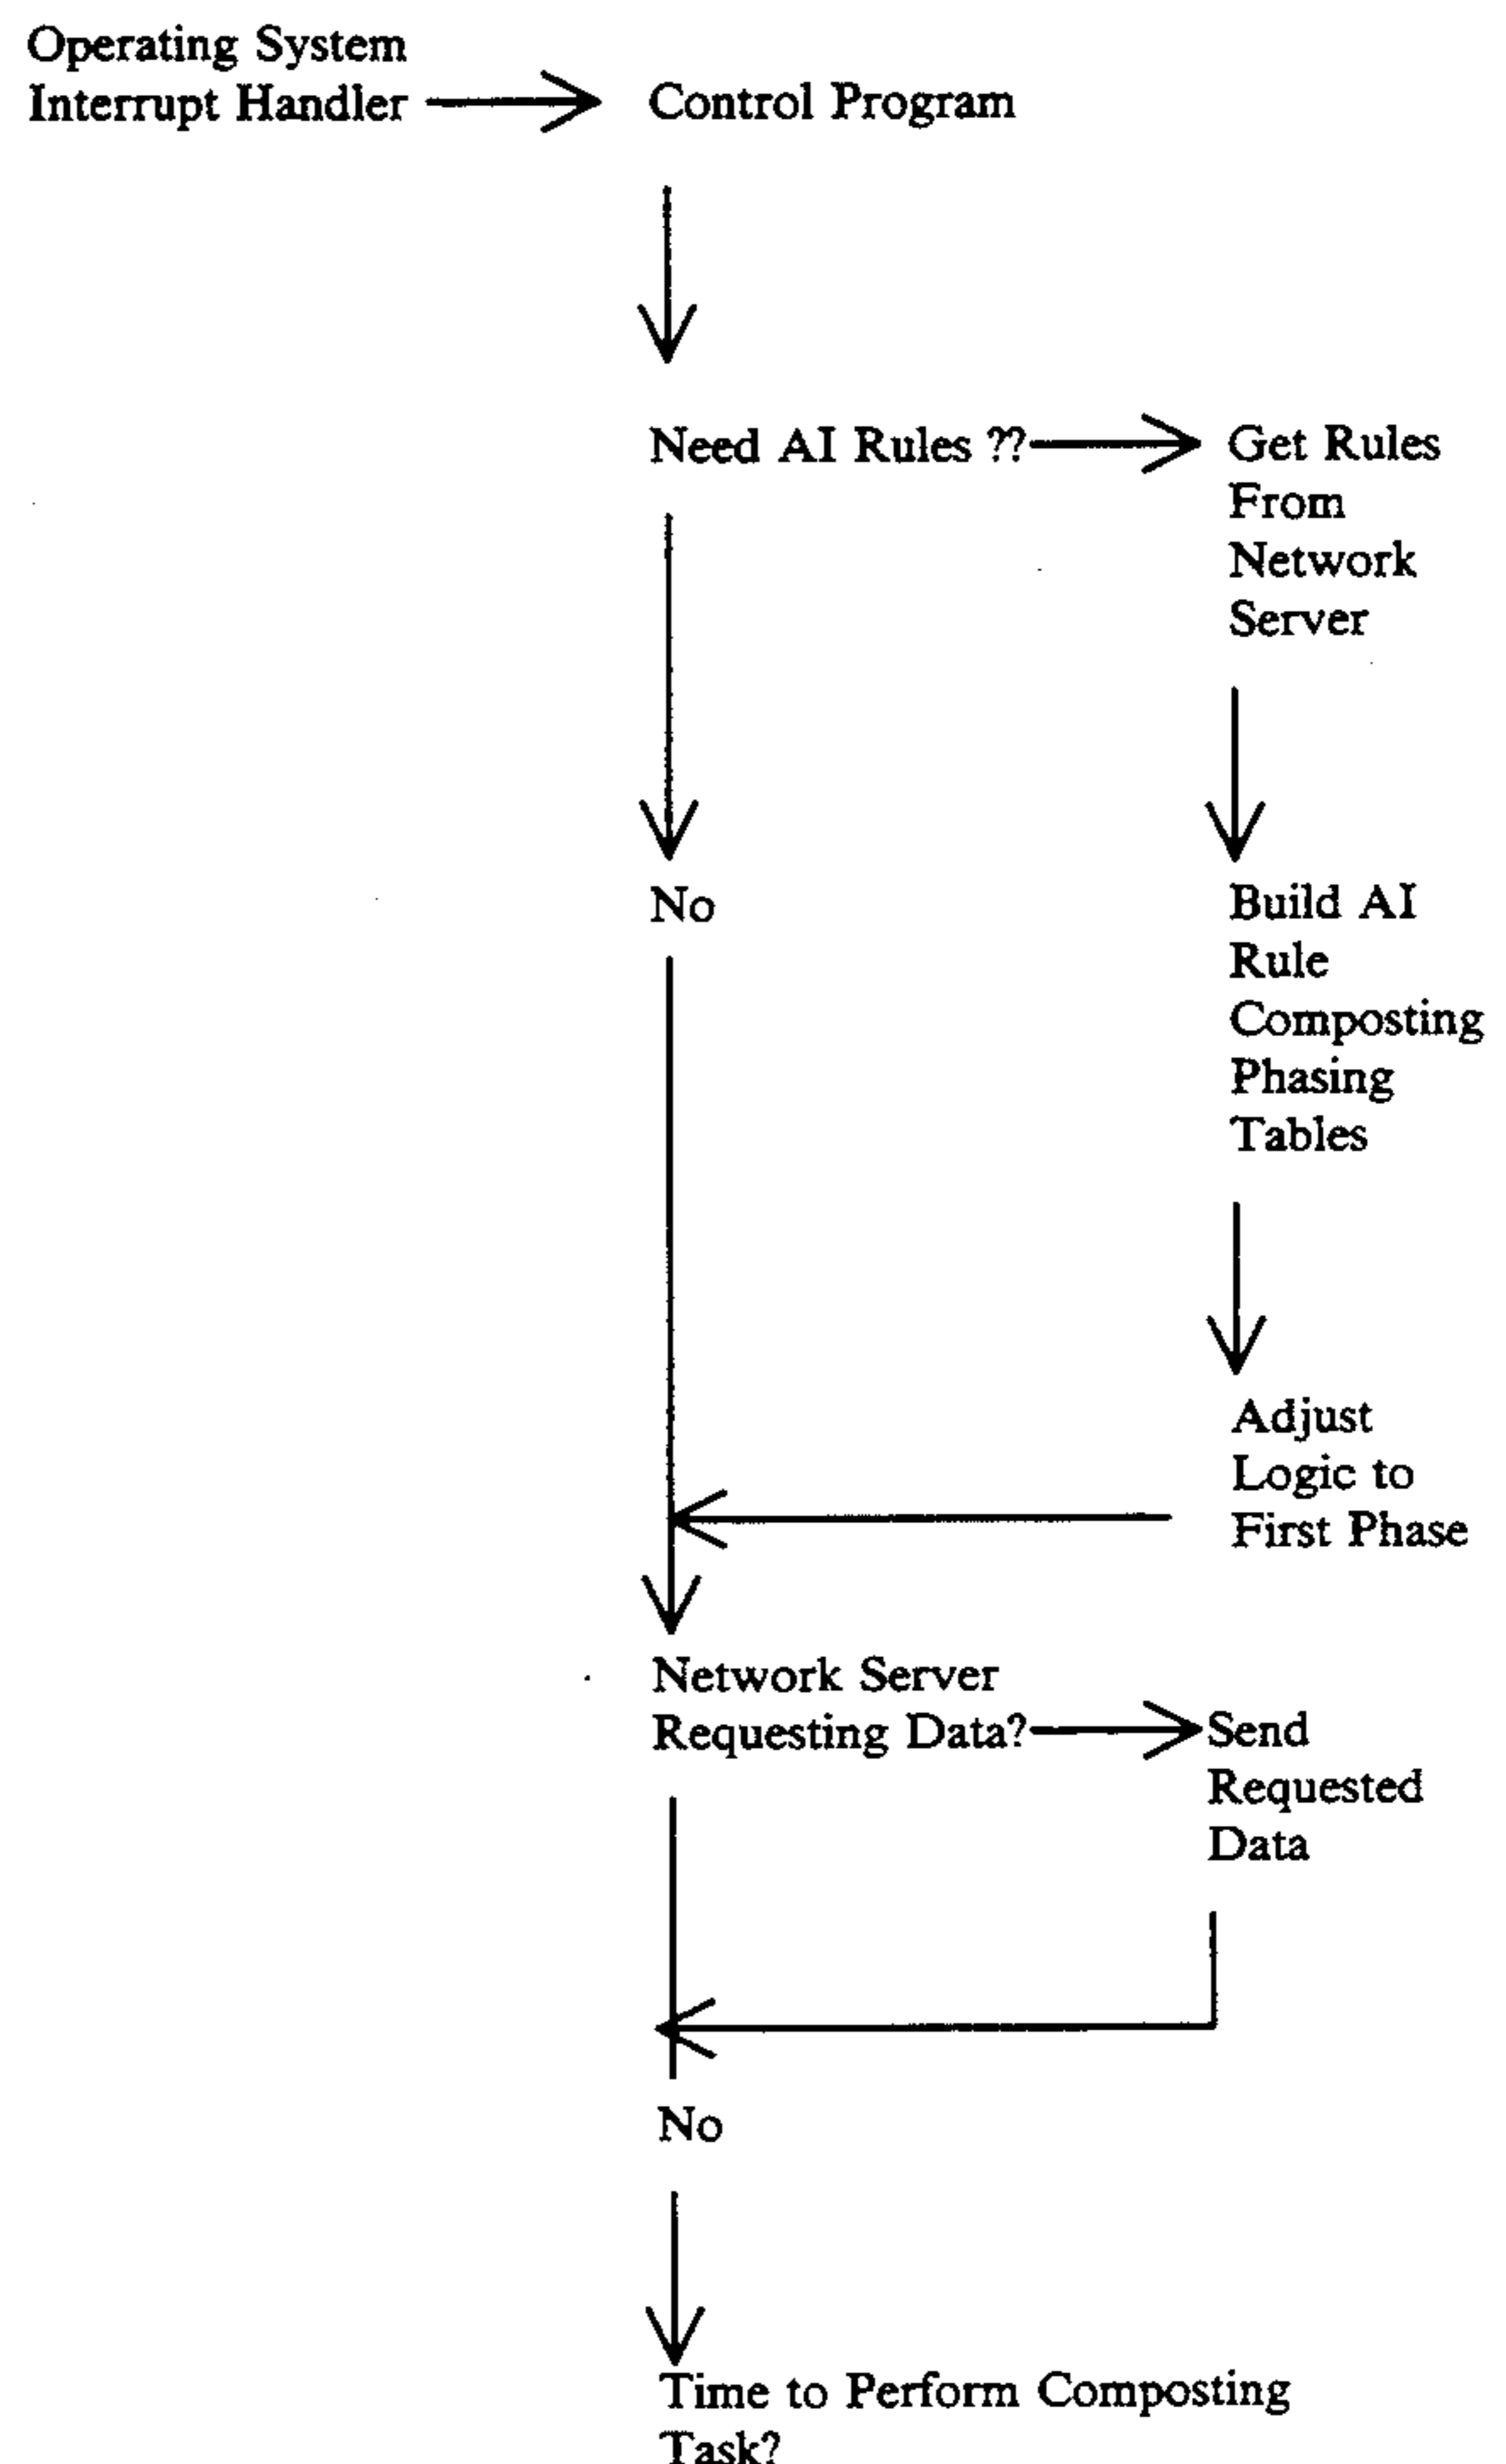 Operating System
Interrupt Handler
Control Program
Need AI Rules ??
Get Rules
From
Network
Server
No
Build AI
Rule
Composting
Phasing
Tables
Adjust
Logic to
First Phase
Network Server
Requesting Data?
Send
Requested
Data
No
Time to Perform Composting
Task?